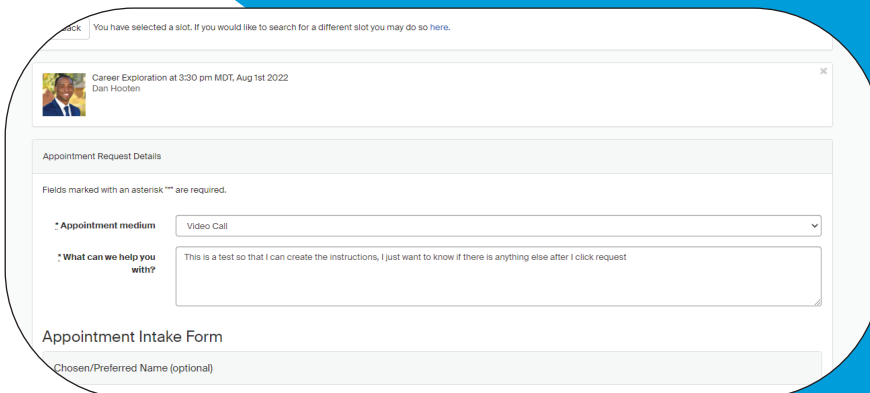 Back You have selected a slot. If you would like to search for a different slot you may do so here.
Career Exploration at 3:30 pm MDT, Aug 1st 2022
Dan Hooten
×
Appointment Request Details
Fields marked with an asterisk "*" are required.
* Appointment medium Video Call
* What can we help you with?
This is a test so that I can create the instructions, I just want to know if there is anything else after I click request
Appointment Intake Form
Chosen/Preferred Name (optional)